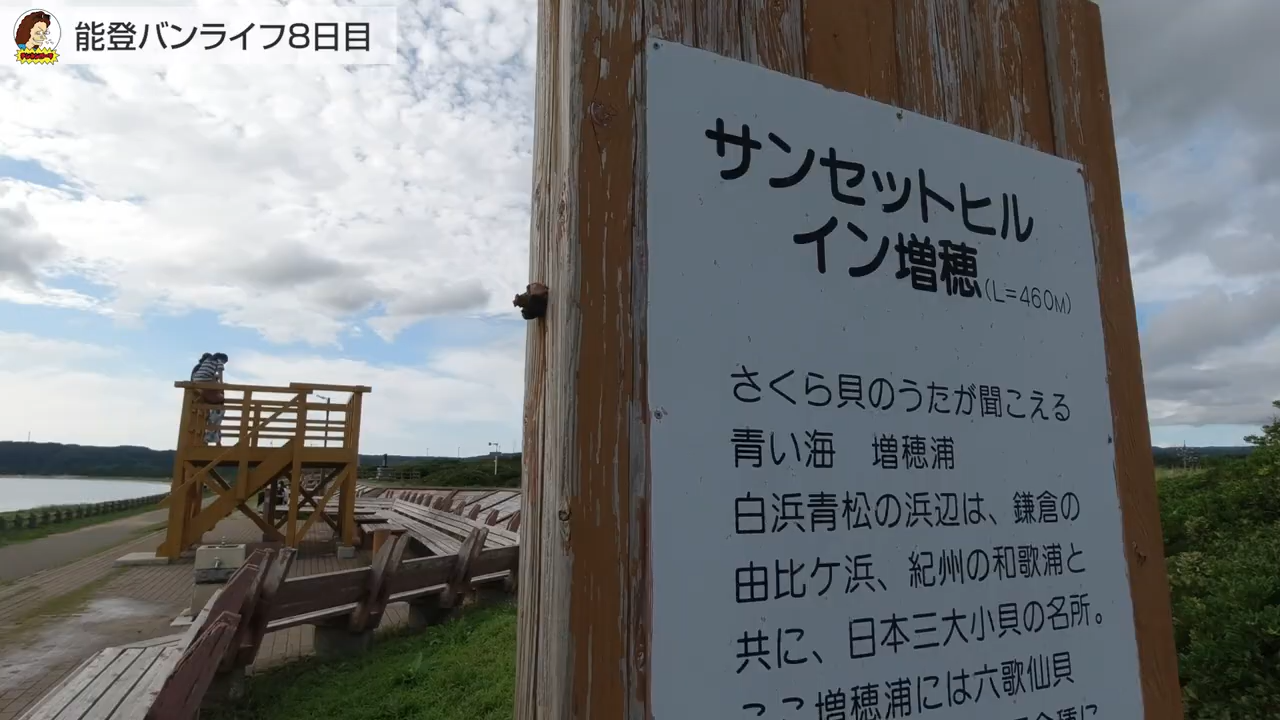 能登バンライフ8日目
サンセットヒル
イン増穂(L=460M)
さくら貝のうたが聞こえる
青い海　増穂浦
白浜青松の浜辺は、鎌倉の
由比ケ浜、紀州の和歌浦と
共に、日本三大小貝の名所。
ここ増穂浦には六歌仙貝